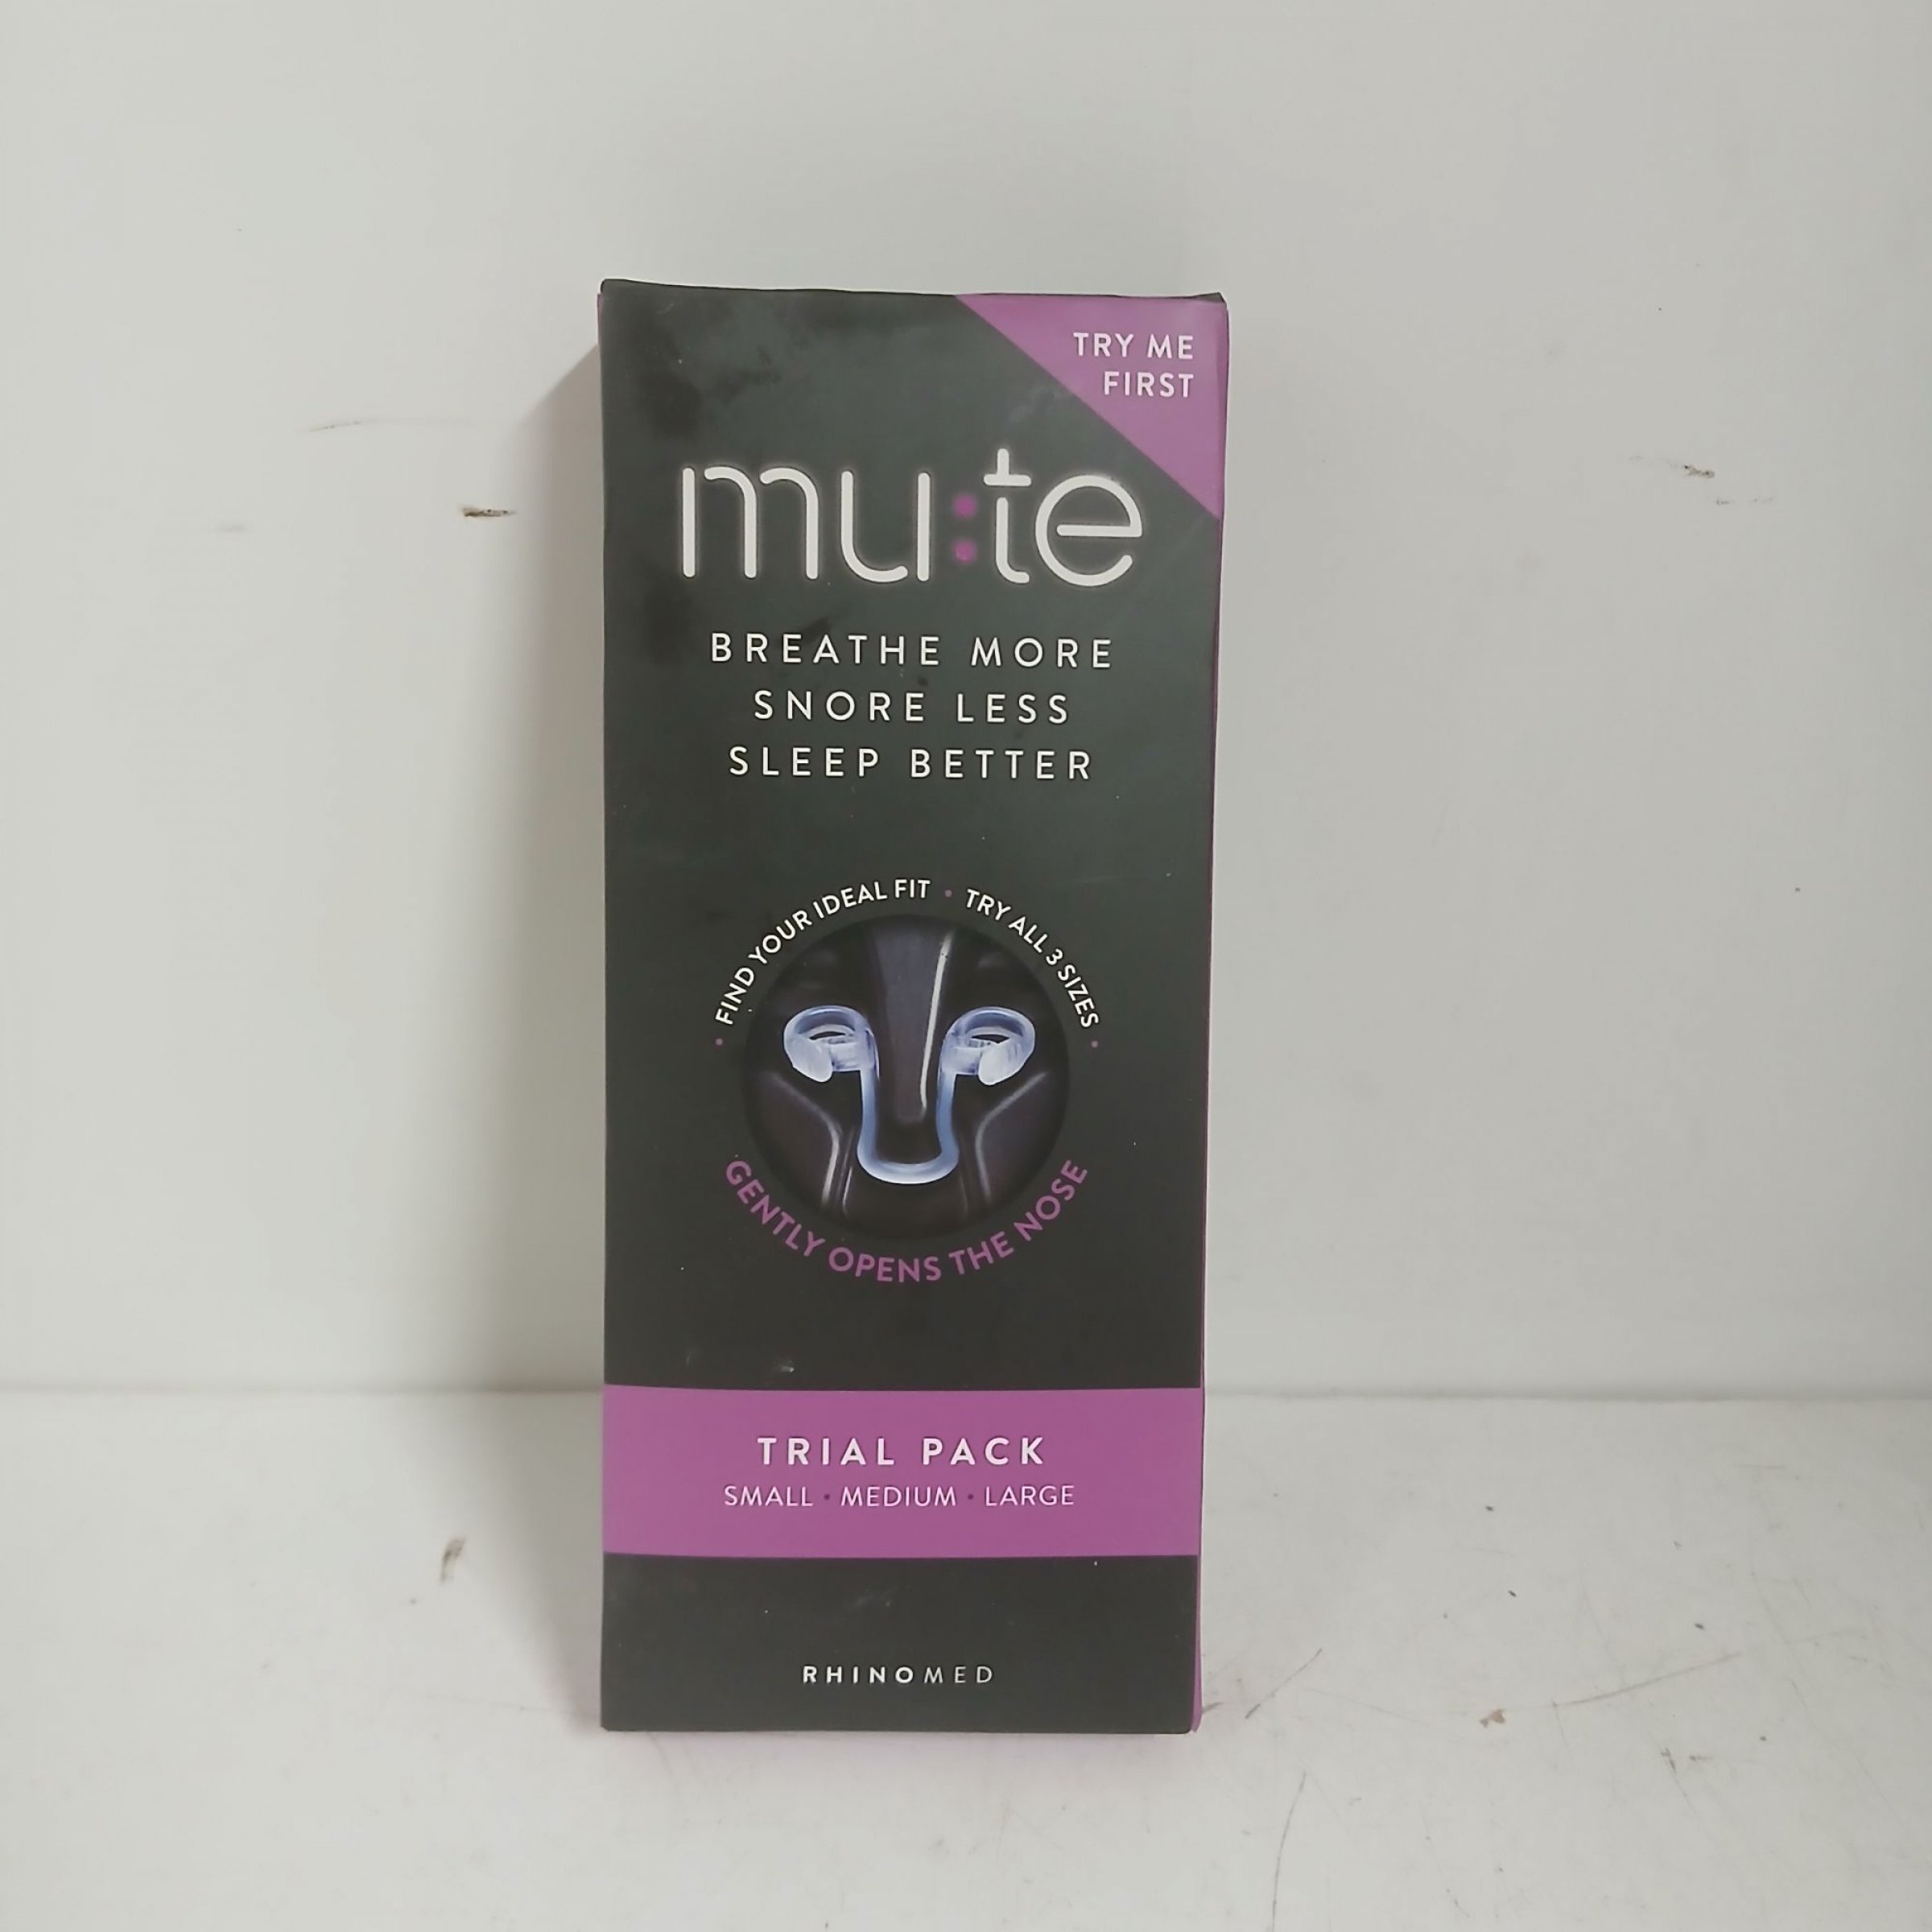 TRY ME
FIRST
mu:te
BREATHE MORE
SNORE LESS
SLEEP BETTER
• FIND YOUR IDEAL FIT • TRY ALL 3 SIZES •
GENTLY OPENS THE NOSE
TRIAL PACK
SMALL • MEDIUM • LARGE
RHINOMED